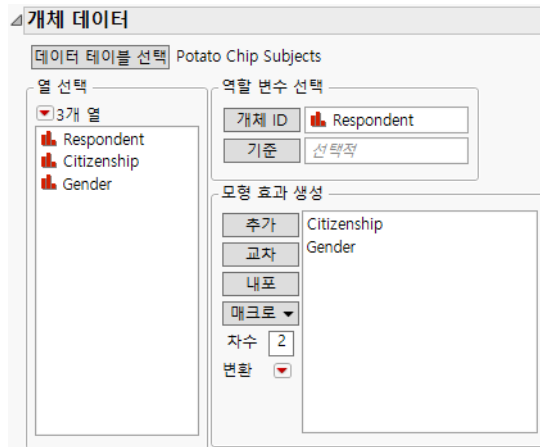 개체 데이터
데이터 테이블 선택 Potato Chip Subjects
열 선택
3개 열
Respondent
Citizenship
Gender
역할 변수 선택
개체 ID Respondent
기준 선택적
모형 효과 생성
추가
교차
내포
매크로
차수 2
변환
Citizenship
Gender